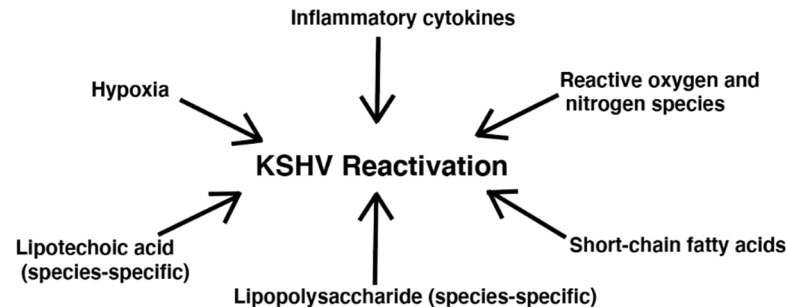 Inflammatory cytokines
Hypoxia
Reactive oxygen and
nitrogen species
KSHV Reactivation
Lipotechoic acid
(species-specific)
Short-chain fatty acids
Lipopolysaccharide (species-specific)